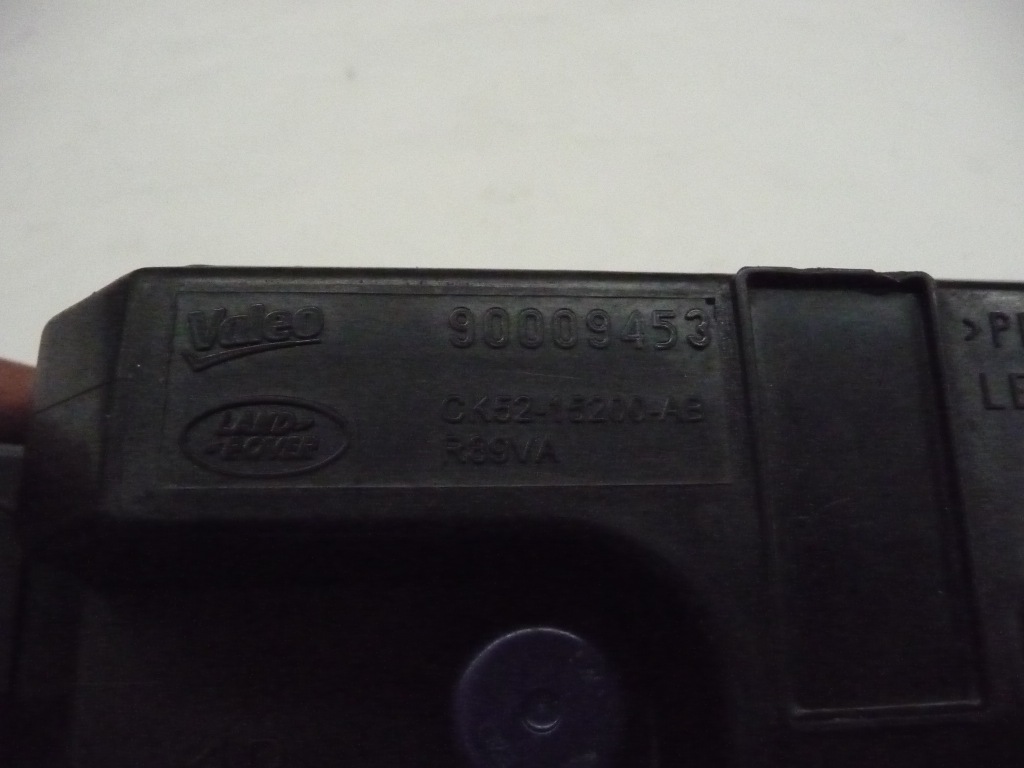 Valeo 90009453
LAND ROVER
CK52-15200-AB
R39VA